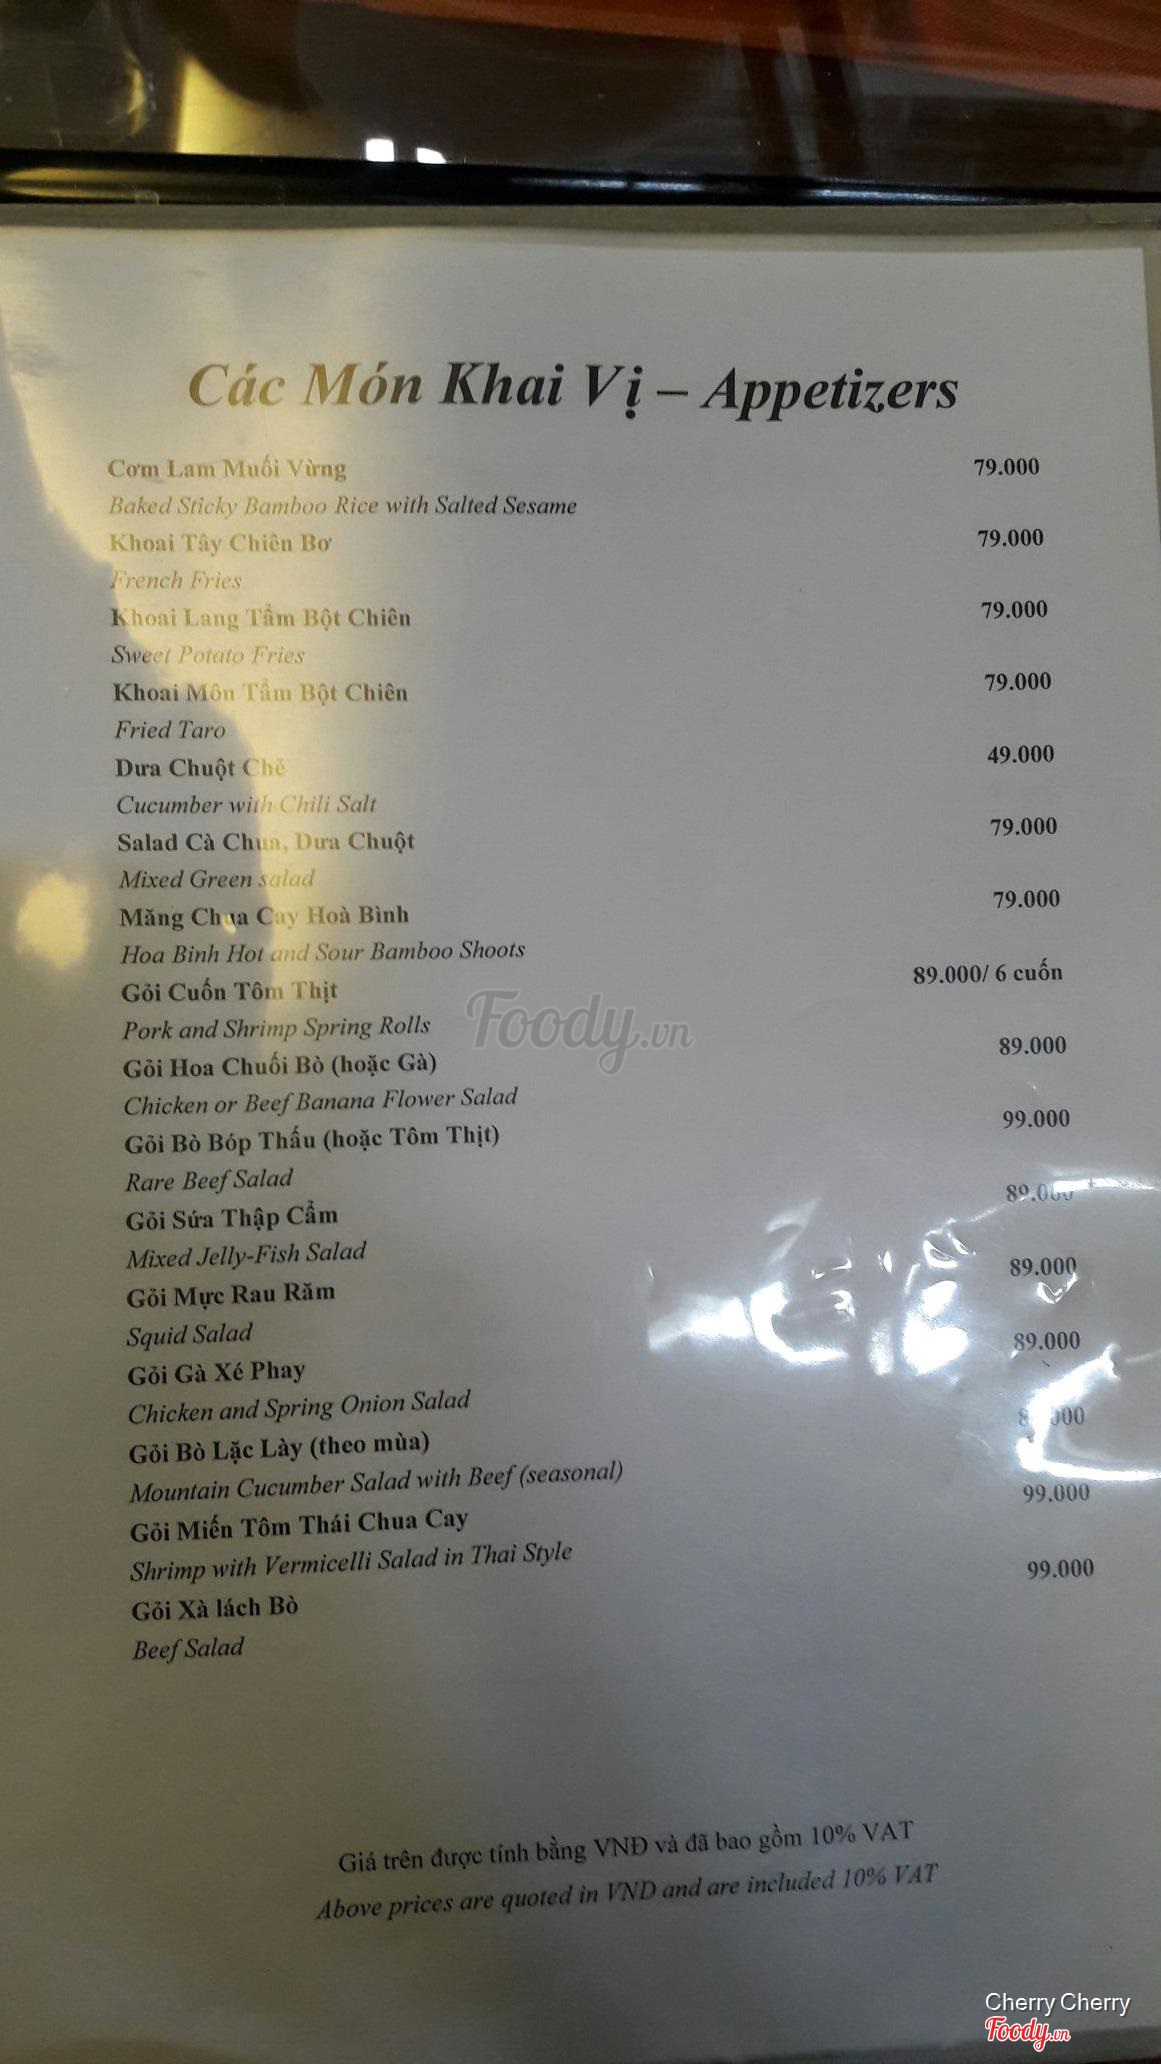 Các Món Khai Vị – Appetizers
Cơm Lam Muối Vừng 79.000
Baked Sticky Bamboo Rice with Salted Sesame
Khoai Tây Chiên Bơ 79.000
French Fries
Khoai Lang Tẩm Bột Chiên 79.000
Sweet Potato Fries
Khoai Môn Tẩm Bột Chiên 79.000
Fried Taro
Dưa Chuột Chẻ 49.000
Cucumber with Chili Salt
Salad Cà Chua, Dưa Chuột 79.000
Mixed Green salad
Măng Chua Cay Hoà Bình 79.000
Hoa Binh Hot and Sour Bamboo Shoots
Gỏi Cuốn Tôm Thịt 89.000/ 6 cuốn
Pork and Shrimp Spring Rolls
Gỏi Hoa Chuối Bò (hoặc Gà) 89.000
Chicken or Beef Banana Flower Salad
Gỏi Bò Bóp Thấu (hoặc Tôm Thịt) 99.000
Rare Beef Salad
Gỏi Sứa Thập Cẩm 89.000
Mixed Jelly-Fish Salad
Gỏi Mực Rau Răm 89.000
Squid Salad
Gỏi Gà Xé Phay 89.000
Chicken and Spring Onion Salad
Gỏi Bò Lặc Lày (theo mùa)
Mountain Cucumber Salad with Beef (seasonal)
Gỏi Miến Tôm Thái Chua Cay 99.000
Shrimp with Vermicelli Salad in Thai Style
Gỏi Xà lách Bò 99.000
Beef Salad
Giá trên được tính bằng VNĐ và đã bao gồm 10% VAT
Above prices are quoted in VND and are included 10% VAT
Foody.vn
Cherry Cherry
Foody.vn